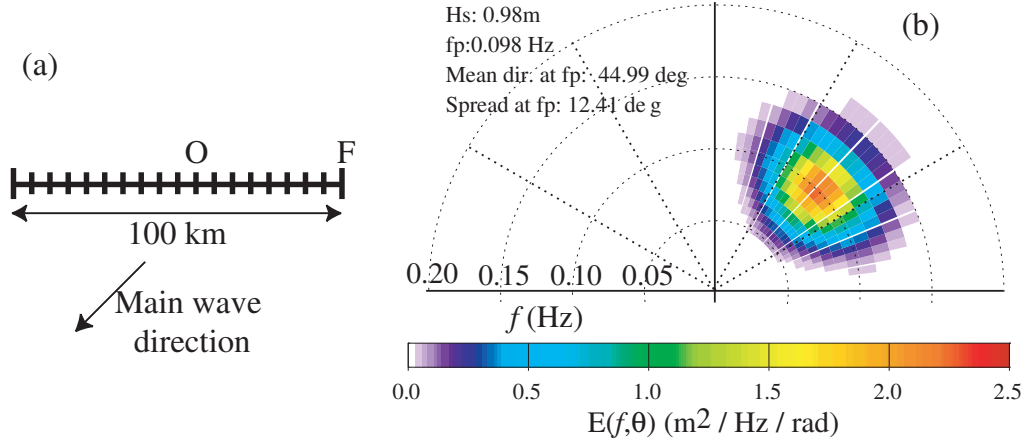 (a)
O
F
100 km
Main wave
direction
Hs: 0.98m
fp:0.098 Hz
Mean dir. at fp: 44.99 deg
Spread at fp: 12.41 de g
(b)
0.20 0.15 0.10 0.05
f (Hz)
0.0 0.5 1.0 1.5 2.0 2.5
E(f,θ) (m2 / Hz / rad)